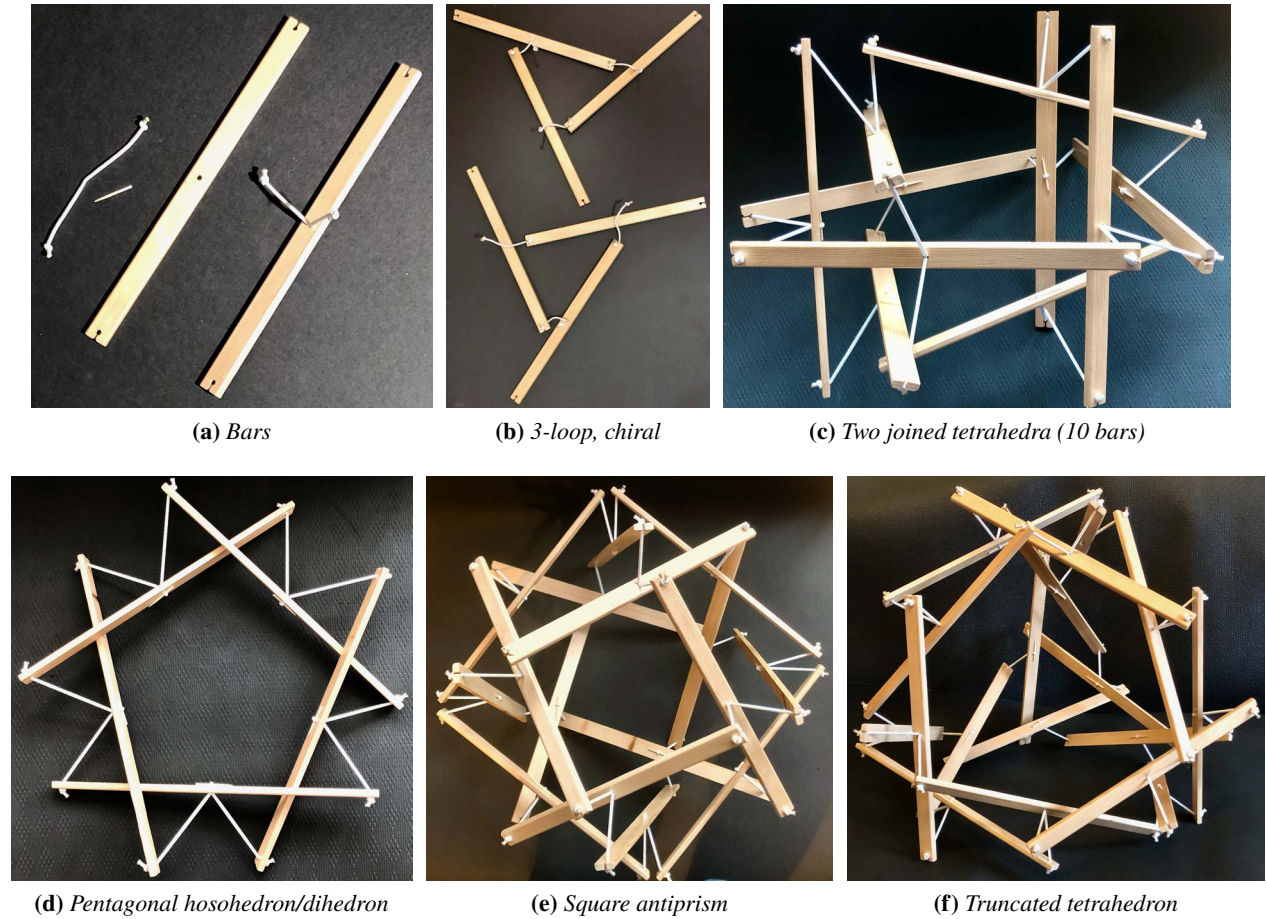 (a) Bars
(b) 3-loop, chiral
(c) Two joined tetrahedra (10 bars)
(d) Pentagonal hosohedron/dihedron
(e) Square antiprism
(f) Truncated tetrahedron